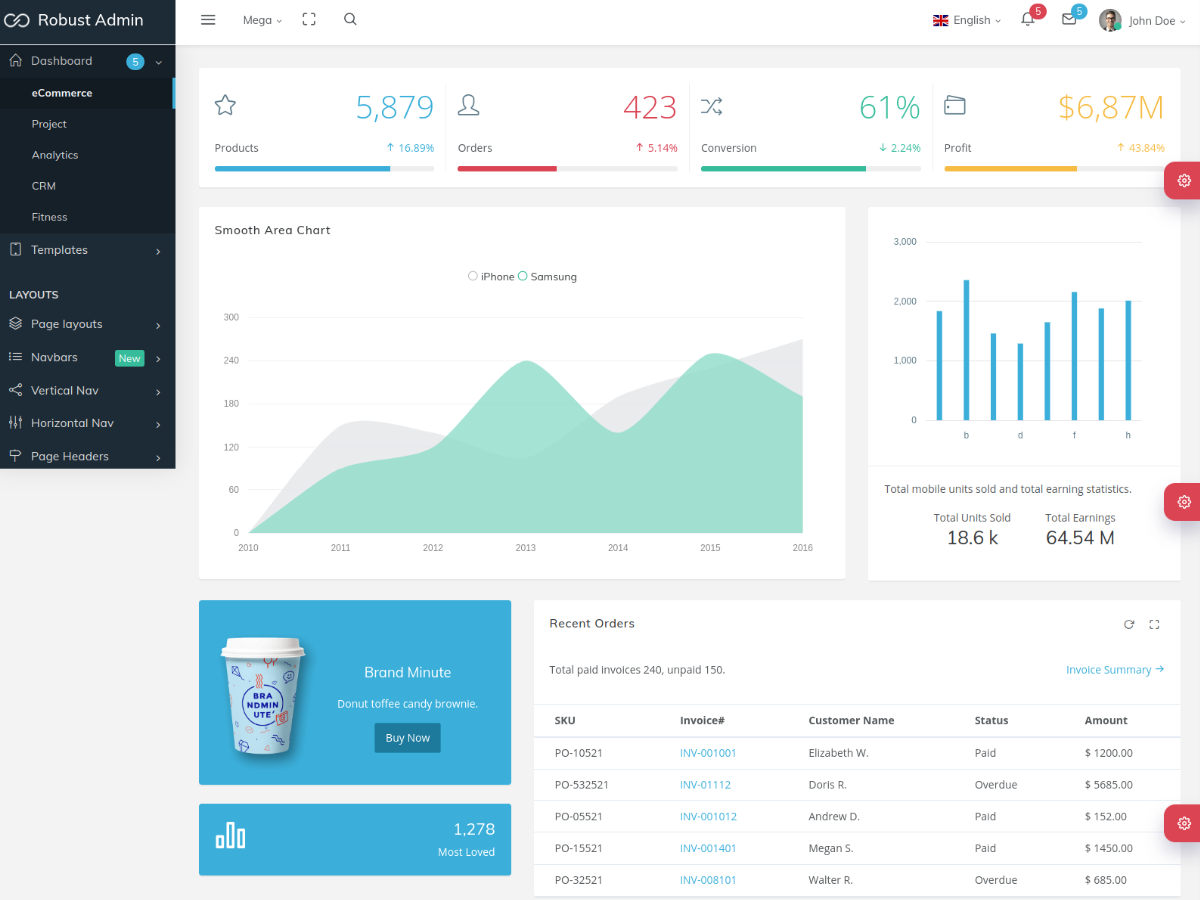 Robust Admin
Mega
English
5
5
John Doe
Dashboard 5
eCommerce
Project
Analytics
CRM
Fitness
Templates
LAYOUTS
Page layouts
Navbars New
Vertical Nav
Horizontal Nav
Page Headers
5,879
Products ↑ 16.89%
423
Orders ↑ 5.14%
61%
Conversion ↓ 2.24%
$6,87M
Profit ↑ 43.84%
Smooth Area Chart
iPhone Samsung
300
240
180
120
60
0
2010 2011 2012 2013 2014 2015 2016
3,000
2,000
1,000
0
b d f h
Total mobile units sold and total earning statistics.
Total Units Sold Total Earnings
18.6 k 64.54 M
BRA
NDMIN
UTE
Brand Minute
Donut toffee candy brownie.
Buy Now
1,278
Most Loved
Recent Orders
Total paid invoices 240, unpaid 150. Invoice Summary →
SKU Invoice# Customer Name Status Amount
PO-10521 INV-001001 Elizabeth W. Paid $ 1200.00
PO-532521 INV-01112 Doris R. Overdue $ 5685.00
PO-05521 INV-001012 Andrew D. Paid $ 152.00
PO-15521 INV-001401 Megan S. Paid $ 1450.00
PO-32521 INV-008101 Walter R. Overdue $ 685.00